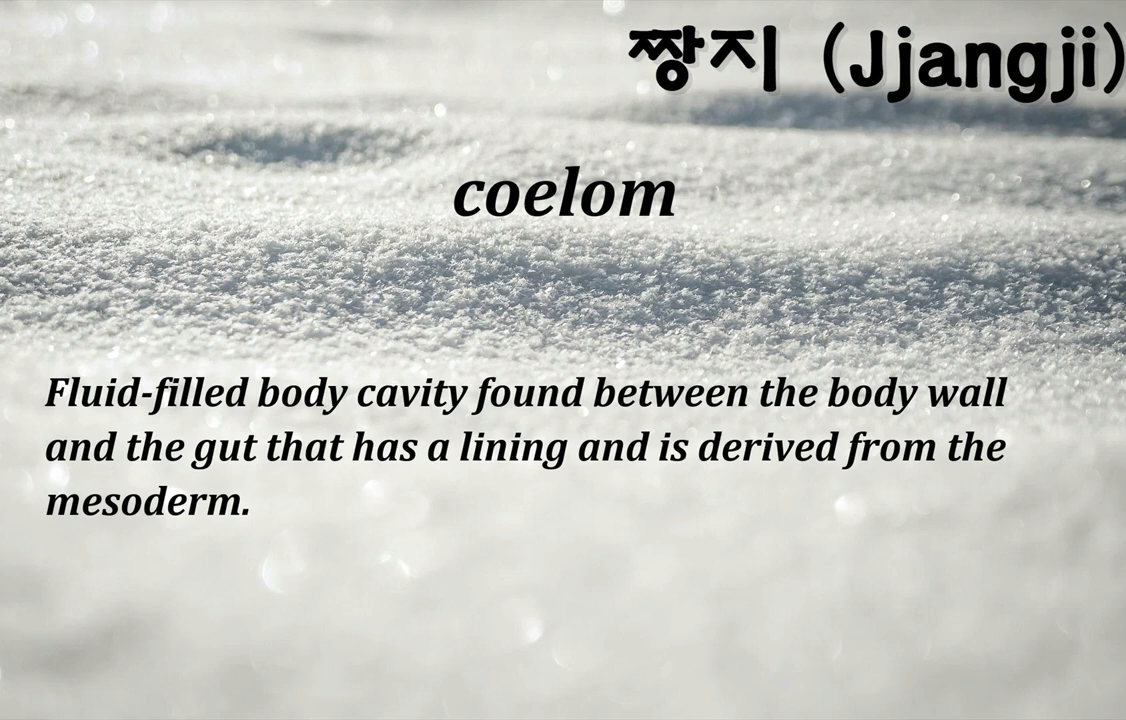 짱지 (Jjangji)
coelom
Fluid-filled body cavity found between the body wall
and the gut that has a lining and is derived from the
mesoderm.